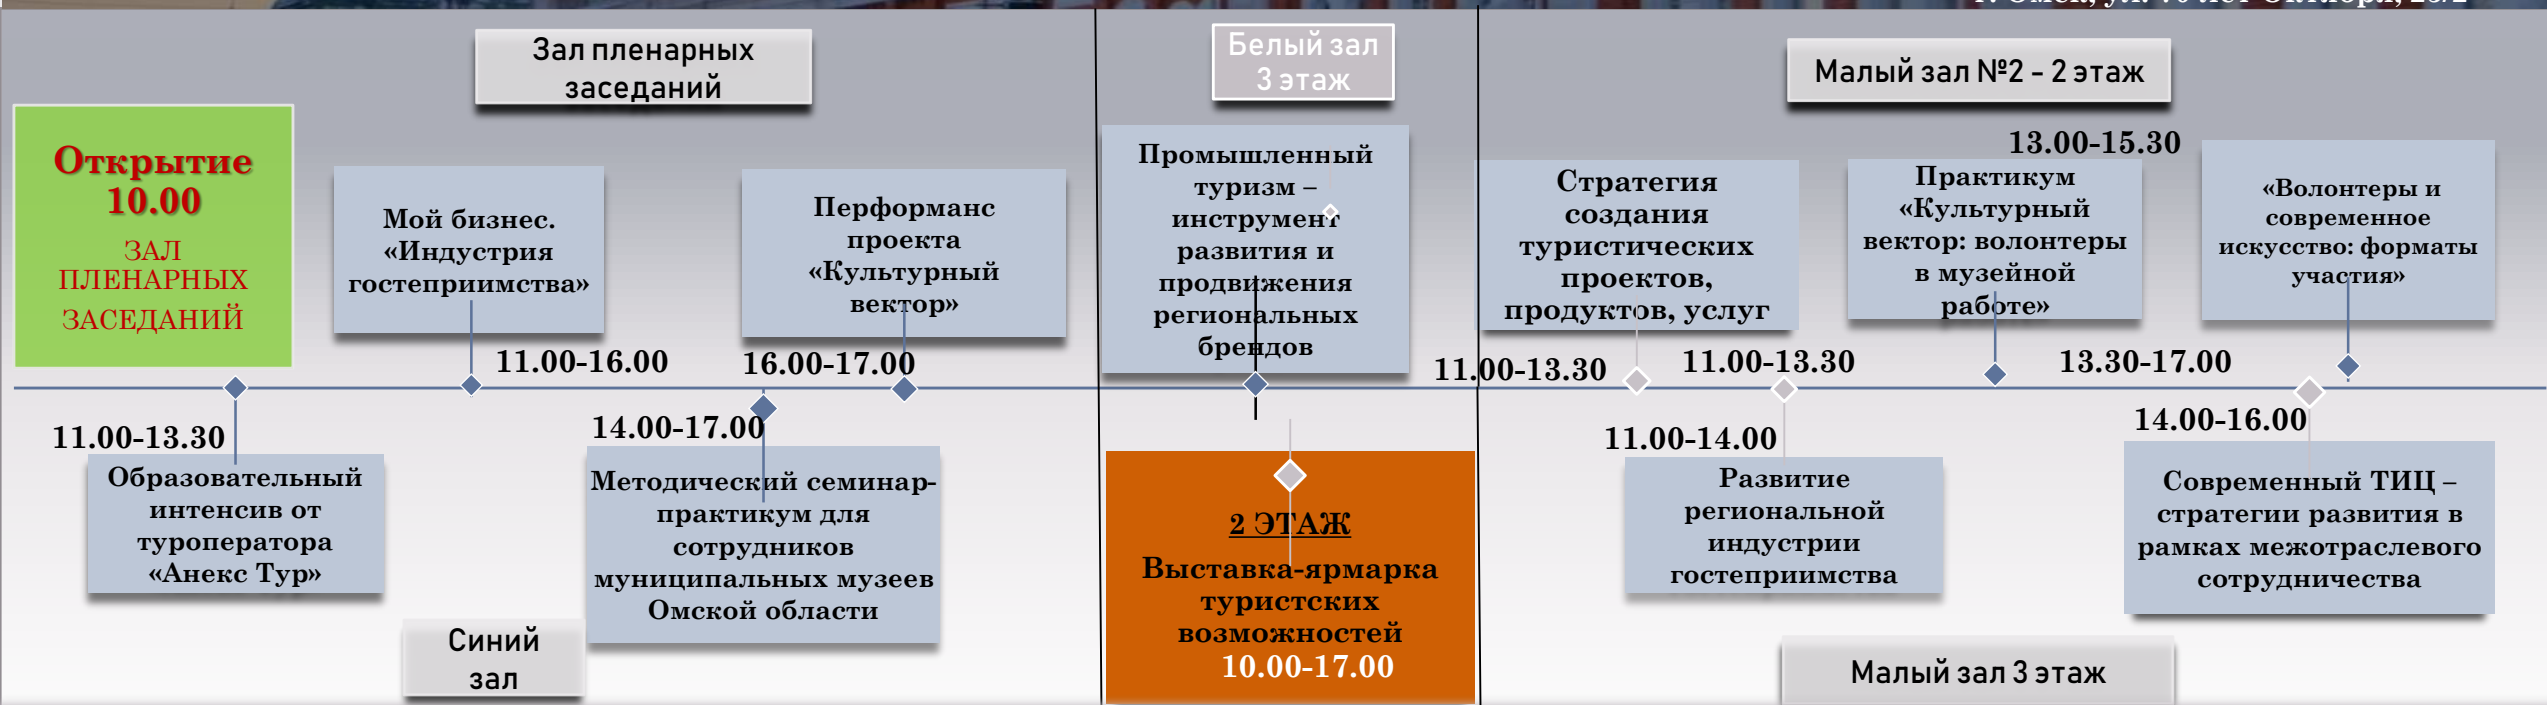 Зал пленарных
заседаний
Белый зал
3 этаж
Малый зал №2 - 2 этаж
Открытие
10.00
ЗАЛ
ПЛЕНАРНЫХ
ЗАСЕДАНИЙ
Мой бизнес.
«Индустрия
гостеприимства»
11.00-16.00
Перформанс
проекта
«Культурный
вектор»
16.00-17.00
Промышленный
туризм –
инструмент
развития и
продвижения
региональных
брендов
11.00-13.30
Стратегия
создания
туристических
проектов,
продуктов, услуг
11.00-13.30
13.00-15.30
Практикум
«Культурный
вектор: волонтеры
в музейной
работе»
13.30-17.00
«Волонтеры и
современное
искусство: форматы
участия»
11.00-13.30
Образовательный
интенсив от
туроператора
«Анекс Тур»
14.00-17.00
Методический семинар-
практикум для
сотрудников
муниципальных музеев
Омской области
Синий
зал
2 ЭТАЖ
Выставка-ярмарка
туристских
возможностей
10.00-17.00
11.00-14.00
Развитие
региональной
индустрии
гостеприимства
14.00-16.00
Современный ТИЦ –
стратегии развития в
рамках межотраслевого
сотрудничества
Малый зал 3 этаж